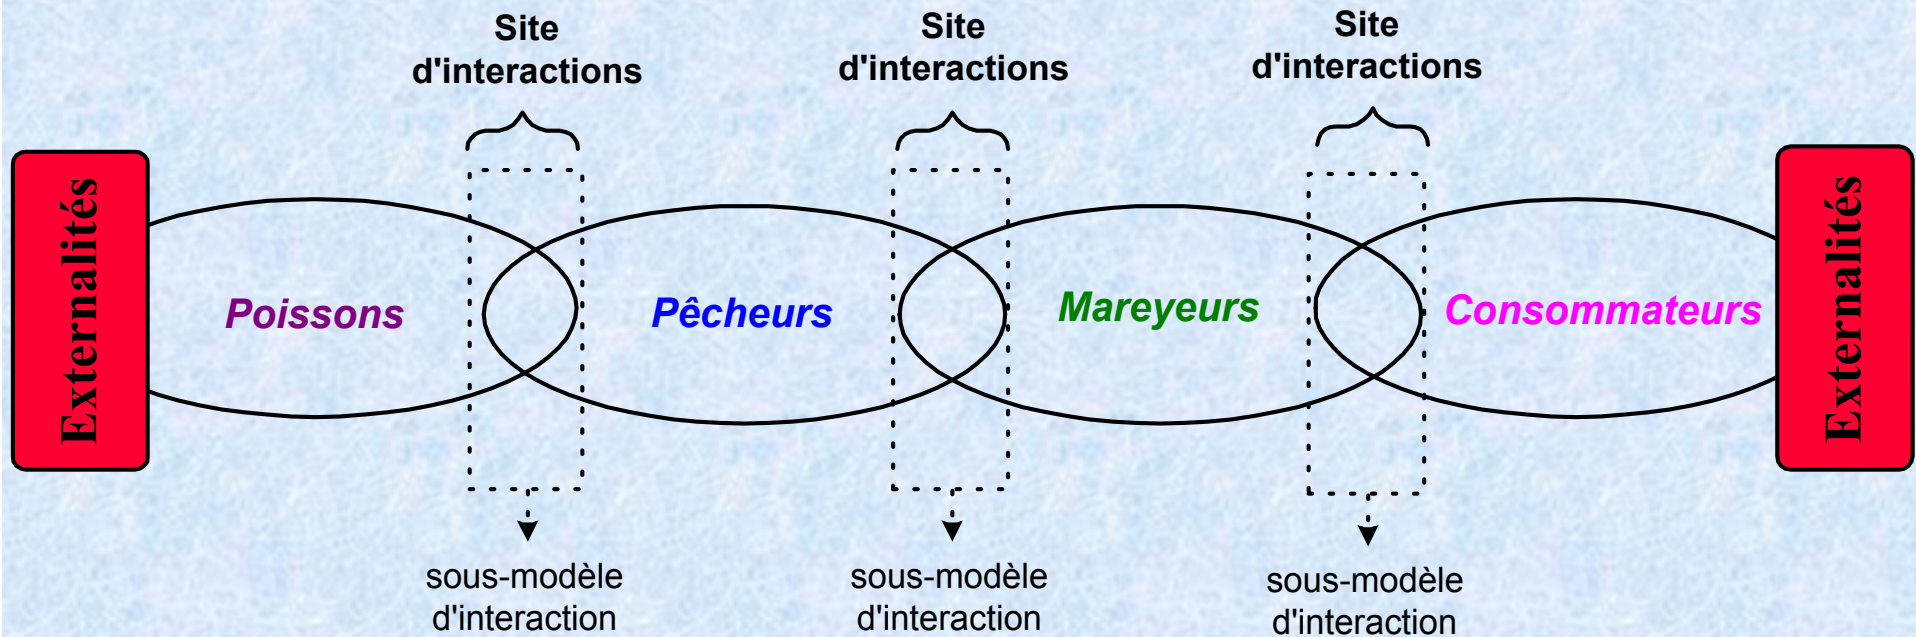 Site
d'interactions
Site
d'interactions
Site
d'interactions
Externalités
Poissons
Pêcheurs
Mareyeurs
Consommateurs
Externalités
sous-modèle
d'interaction
sous-modèle
d'interaction
sous-modèle
d'interaction